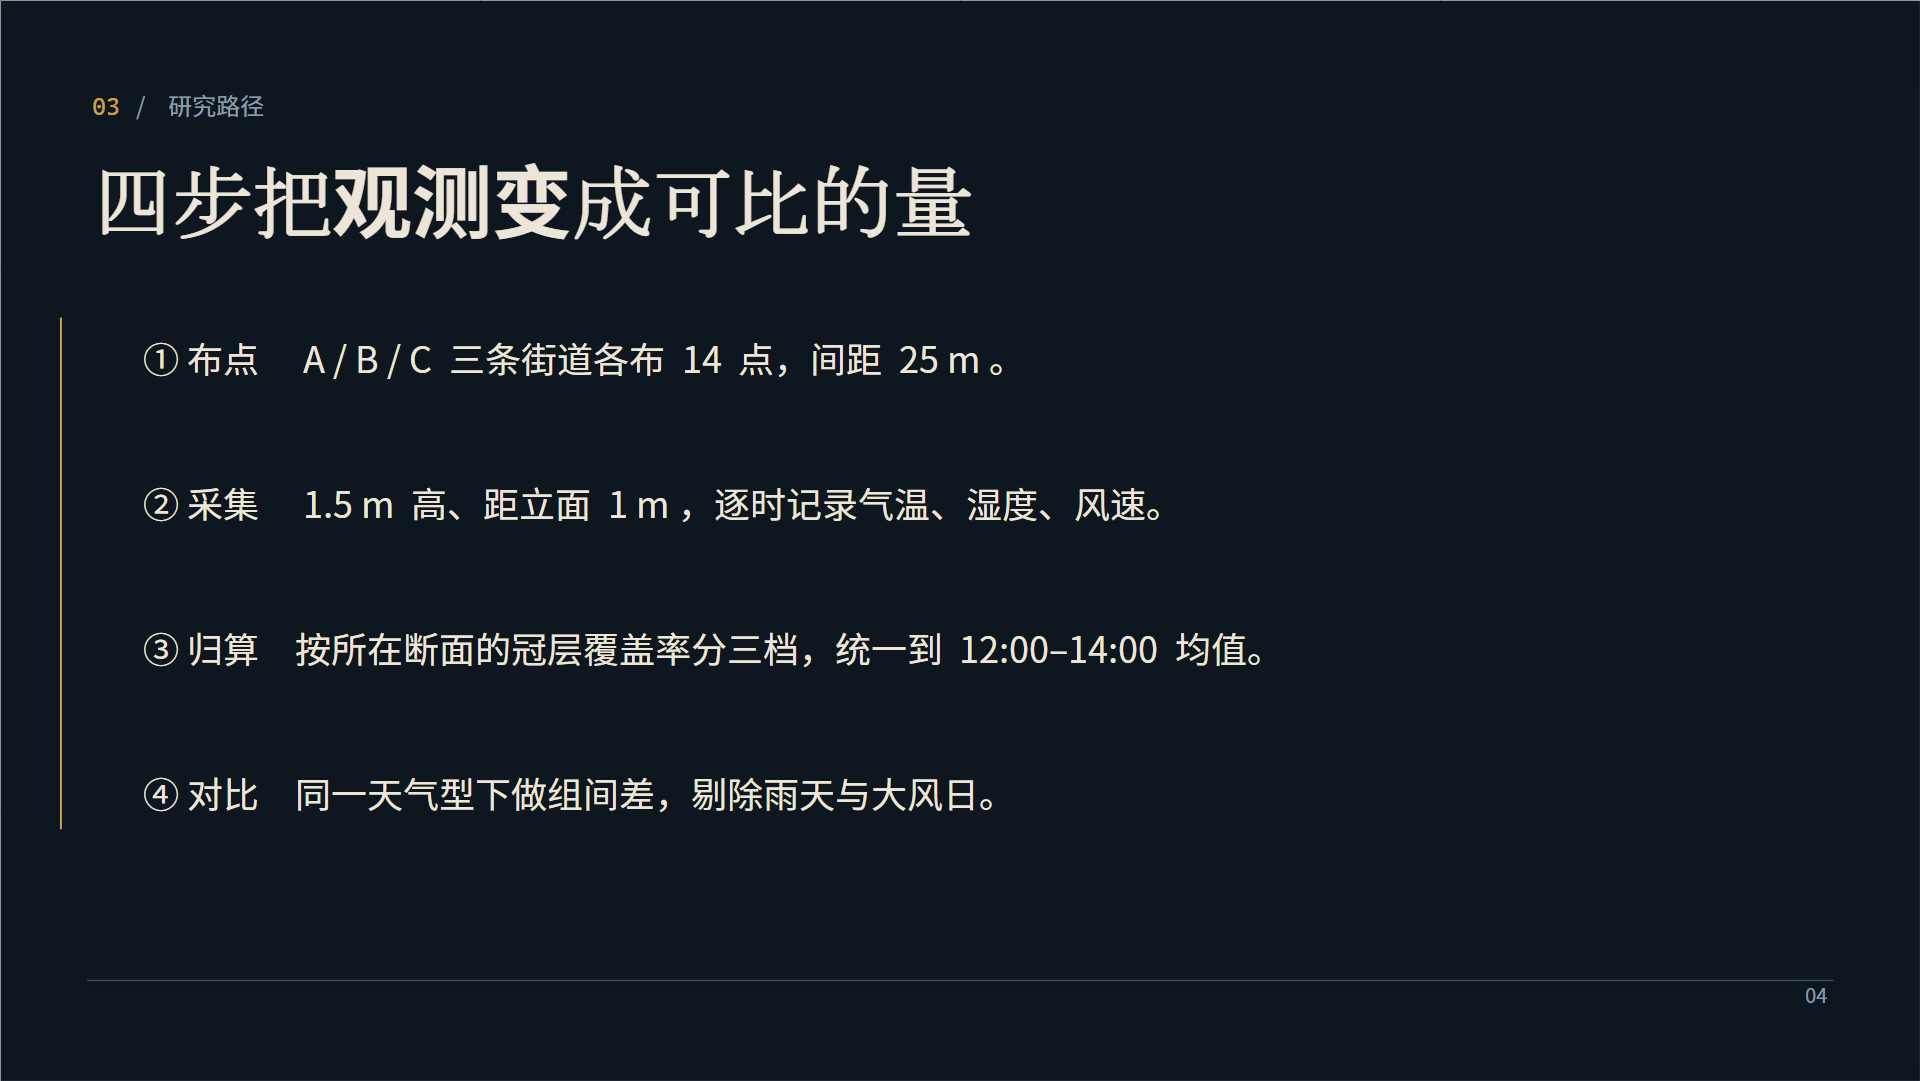 03 / 研究路径
四步把观测变成可比的量
① 布点 A / B / C 三条街道各布 14 点，间距 25 m。
② 采集 1.5 m 高、距立面 1 m，逐时记录气温、湿度、风速。
③ 归算 按所在断面的冠层覆盖率分三档，统一到 12:00–14:00 均值。
④ 对比 同一天气型下做组间差，剔除雨天与大风日。
04